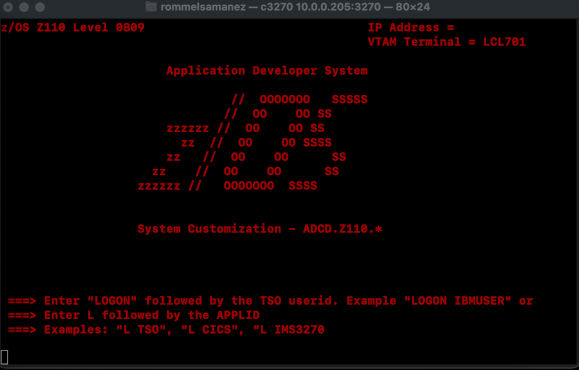 rommelsamanez — c3270 10.0.0.205:3270 — 80×24
z/OS Z110 Level 0809                               IP Address =
                                                   VTAM Terminal = LCL701
                       Application Developer System
                                //  OOOOOOO   SSSSS
                               //  OO    OO SS
                       zzzzzz //  OO    OO SS
                         zz  //  OO    OO SSSS
                       zz   //  OO    OO      SS
                     zz    //  OO    OO      SS
                   zzzzzz //   OOOOOOO  SSSS
                   System Customization - ADCD.Z110.*
===> Enter "LOGON" followed by the TSO userid. Example "LOGON IBMUSER" or
===> Enter L followed by the APPLID
===> Examples: "L TSO", "L CICS", "L IMS3270